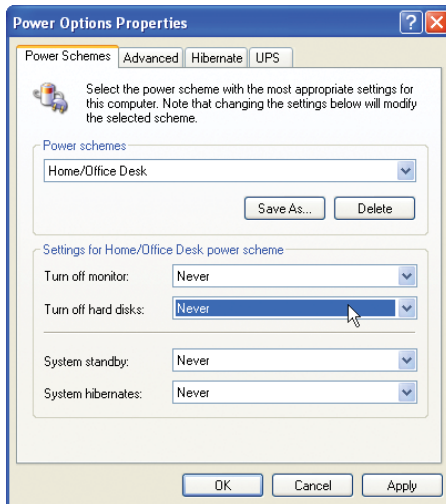 Power Options Properties
Power Schemes Advanced Hibernate UPS
Select the power scheme with the most appropriate settings for
this computer. Note that changing the settings below will modify
the selected scheme.
Power schemes
Home/Office Desk
Save As... Delete
Settings for Home/Office Desk power scheme
Turn off monitor: Never
Turn off hard disks: Never
System standby: Never
System hibernates: Never
OK Cancel Apply